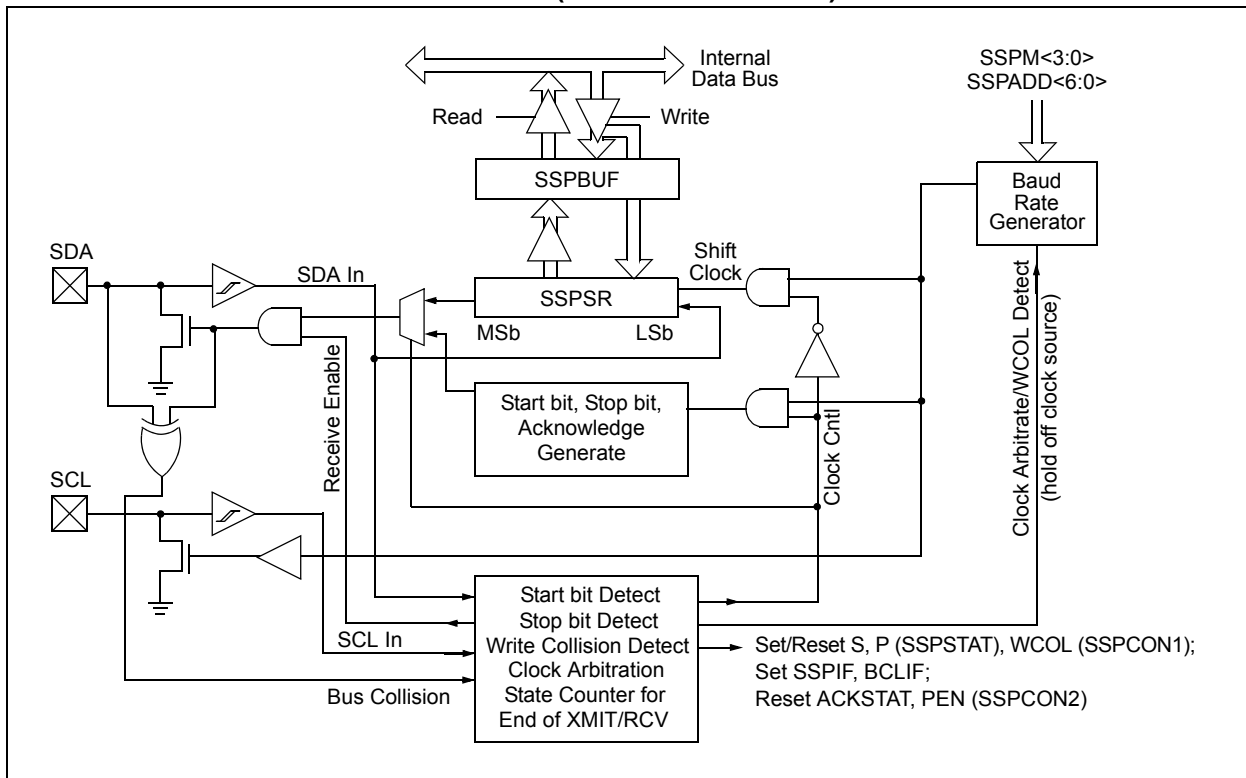 Internal
Data Bus
SSPM<3:0>
SSPADD<6:0>
Read
Write
SSPBUF
Baud
Rate
Generator
SDA
SDA In
Shift
Clock
SSPSR
MSb
LSb
Receive Enable
Start bit, Stop bit,
Acknowledge
Generate
Clock Cntl
Clock Arbitrate/WCOL Detect
(hold off clock source)
SCL
SCL In
Bus Collision
Start bit Detect
Stop bit Detect
Write Collision Detect
Clock Arbitration
State Counter for
End of XMIT/RCV
Set/Reset S, P (SSPSTAT), WCOL (SSPCON1);
Set SSPIF, BCLIF;
Reset ACKSTAT, PEN (SSPCON2)